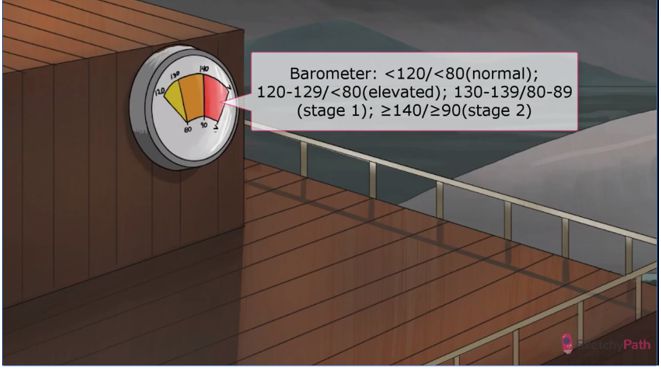 Barometer: <120/<80(normal);
120-129/<80(elevated); 130-139/80-89
(stage 1); ≥140/≥90(stage 2)
120
130
140
80
90
SketchyPath